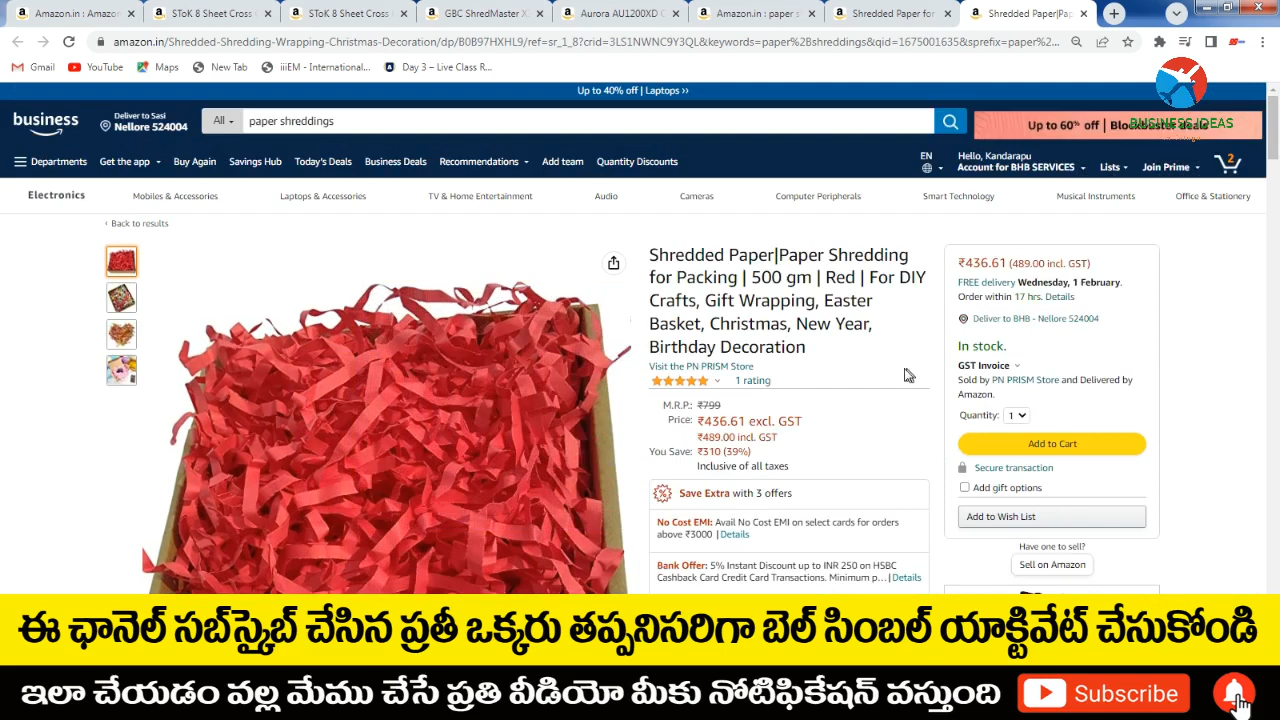 Amazon.in : Amazo
SToK 8 Sheet Cross
SToK 8 Sheet Cross
GBC ShredMaster X
Aurora AU1200XD C
Amazon.in : paper s
Shredded Paper for
Shredded Paper|Pap
amazon.in/Shredded-Shredding-Wrapping-Christmas-Decoration/dp/B0B97HXHL9/ref=sr_1_8?crid=3LS1NWNC9Y3QL&keywords=paper%2Bshreddings&qid=1675001635&sprefix=paper%2...
Gmail YouTube Maps New Tab iiiEM - Internation... Day 3 – Live Class R...
Up to 40% off | Laptops ››
business
Deliver to Sasi
Nellore 524004
All paper shreddings
Up to 60% off | Blockbuster deals
BUSINESS IDEAS
Departments Get the app Buy Again Savings Hub Today's Deals Business Deals Recommendations Add team Quantity Discounts
EN
Hello, Kandarapu
Account for BHB SERVICES Lists Join Prime 2
Electronics Mobiles & Accessories Laptops & Accessories TV & Home Entertainment Audio Cameras Computer Peripherals Smart Technology Musical Instruments Office & Stationery
‹ Back to results
Shredded Paper|Paper Shredding
for Packing | 500 gm | Red | For DIY
Crafts, Gift Wrapping, Easter
Basket, Christmas, New Year,
Birthday Decoration
Visit the PN PRISM Store
1 rating
M.R.P.: ₹799
Price: ₹436.61 excl. GST
₹489.00 incl. GST
You Save: ₹310 (39%)
Inclusive of all taxes
Save Extra with 3 offers
No Cost EMI: Avail No Cost EMI on select cards for orders
above ₹3000 | Details
Bank Offer: 5% Instant Discount up to INR 250 on HSBC
Cashback Card Credit Card Transactions. Minimum p... | Details
₹436.61 (489.00 incl. GST)
FREE delivery Wednesday, 1 February.
Order within 17 hrs. Details
Deliver to BHB - Nellore 524004
In stock.
GST Invoice
Sold by PN PRISM Store and Delivered by
Amazon.
Quantity: 1
Add to Cart
Secure transaction
Add gift options
Add to Wish List
Have one to sell?
Sell on Amazon
ఈ ఛానెల్ సబ్‌స్క్రైబ్ చేసిన ప్రతీ ఒక్కరు తప్పనిసరిగా బెల్ సింబల్ యాక్టివేట్ చేసుకోండి
ఇలా చేయడం వల్ల మేము చేసే ప్రతి వీడియో మీకు నోటిఫికేషన్ వస్తుంది Subscribe